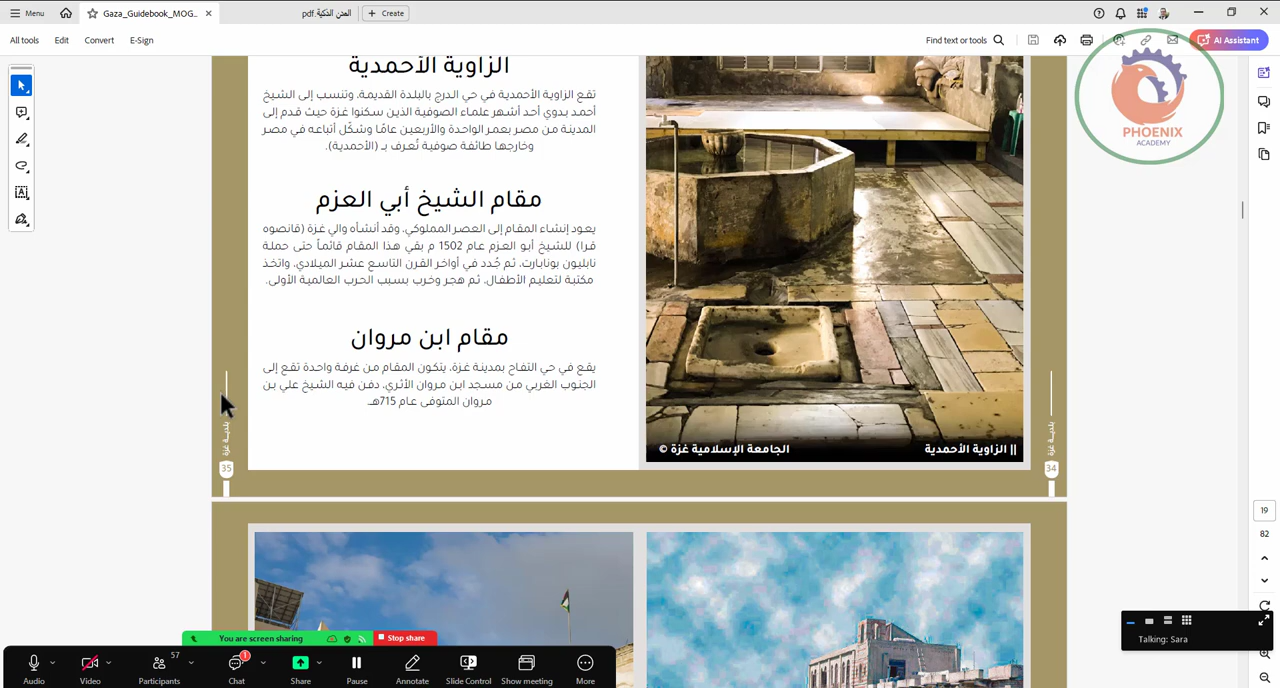 Menu
Gaza_Guidebook_MOG...
المدن الذكية.pdf
Create
All tools
Edit
Convert
E-Sign
Find text or tools
AI Assistant
PHOENIX
ACADEMY
الزاوية الأحمدية
تقع الزاوية الأحمدية في حي الدرج بالبلدة القديمة، وتنسب إلى الشيخ
أحمد بدوي أحد أشهر علماء الصوفية الذين سكنوا غزة حيث قدم إلى
المدينة من مصر بعمر الواحدة والأربعين عامًا وشكّل أتباعه في مصر
وخارجها طائفة صوفية تُعرف بـ (الأحمدية).
مقام الشيخ أبي العزم
يعود إنشاء المقام إلى العصر المملوكي، وقد أنشأه والي غزة (قانصوه
قرا) للشيخ أبو العزم عام 1502 م بقي هذا المقام قائماً حتى حملة
نابليون بونابارت، ثم جُدد في أواخر القرن التاسع عشر الميلادي، واتخذ
مكتبة لتعليم الأطفال، ثم هجر وخرب بسبب الحرب العالمية الأولى.
مقام ابن مروان
يقع في حي التفاح بمدينة غزة، يتكون المقام من غرفة واحدة تقع إلى
الجنوب الغربي من مسجد ابن مروان الأثري، دفن فيه الشيخ علي بن
مروان المتوفى عام 715هـ.
بلديـة غزة
35
|| الزاوية الأحمدية
الجامعة الإسلامية غزة ©
بلديـة غزة
34
19
82
You are screen sharing
Stop share
Talking: Sara
57
1
Audio
Video
Participants
Chat
Share
Pause
Annotate
Slide Control
Show meeting
More